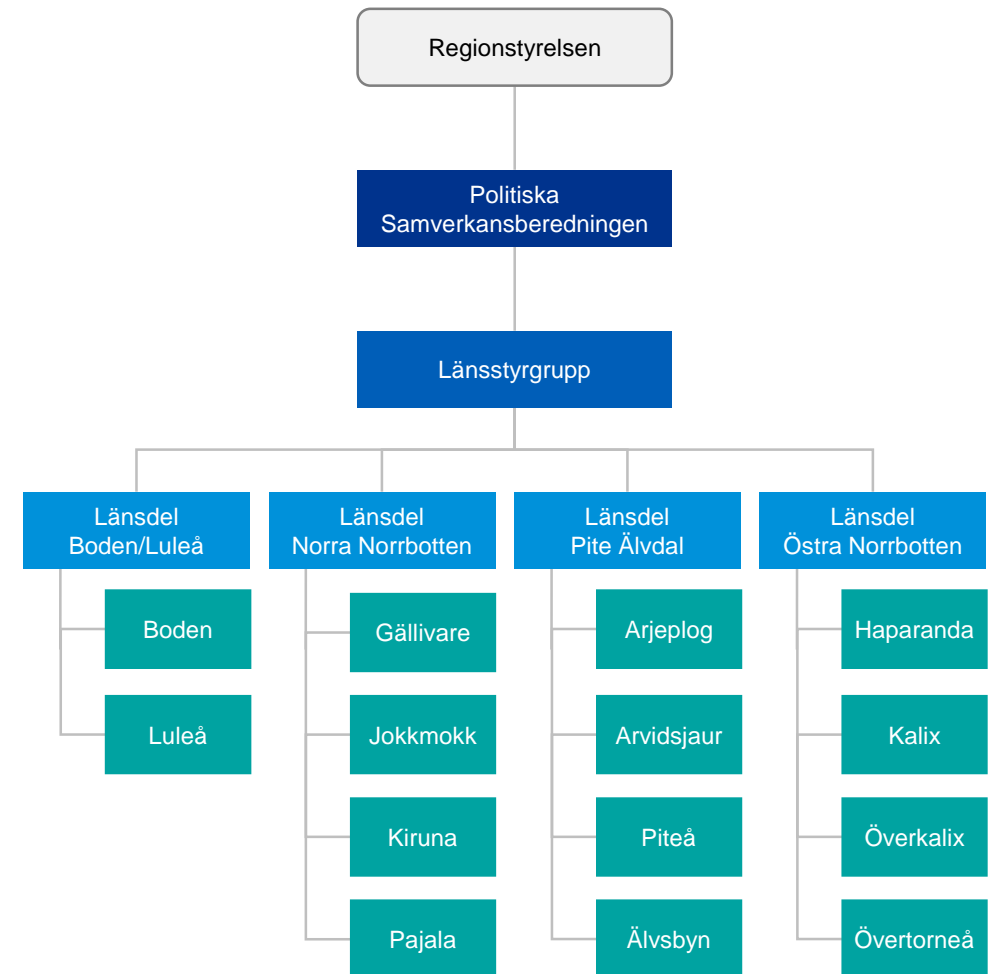 Regionstyrelsen
Politiska
Samverkansberedningen
Länsstyrgrupp
Länsdel
Boden/Luleå
Boden
Luleå
Länsdel
Norra Norrbotten
Gällivare
Jokkmokk
Kiruna
Pajala
Länsdel
Pite Älvdal
Arjeplog
Arvidsjaur
Piteå
Älvsbyn
Länsdel
Östra Norrbotten
Haparanda
Kalix
Överkalix
Övertorneå